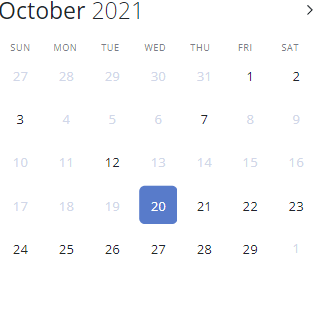 October 2021
SUN MON TUE WED THU FRI SAT
27 28 29 30 31 1 2
3 4 5 6 7 8 9
10 11 12 13 14 15 16
17 18 19 20 21 22 23
24 25 26 27 28 29 1